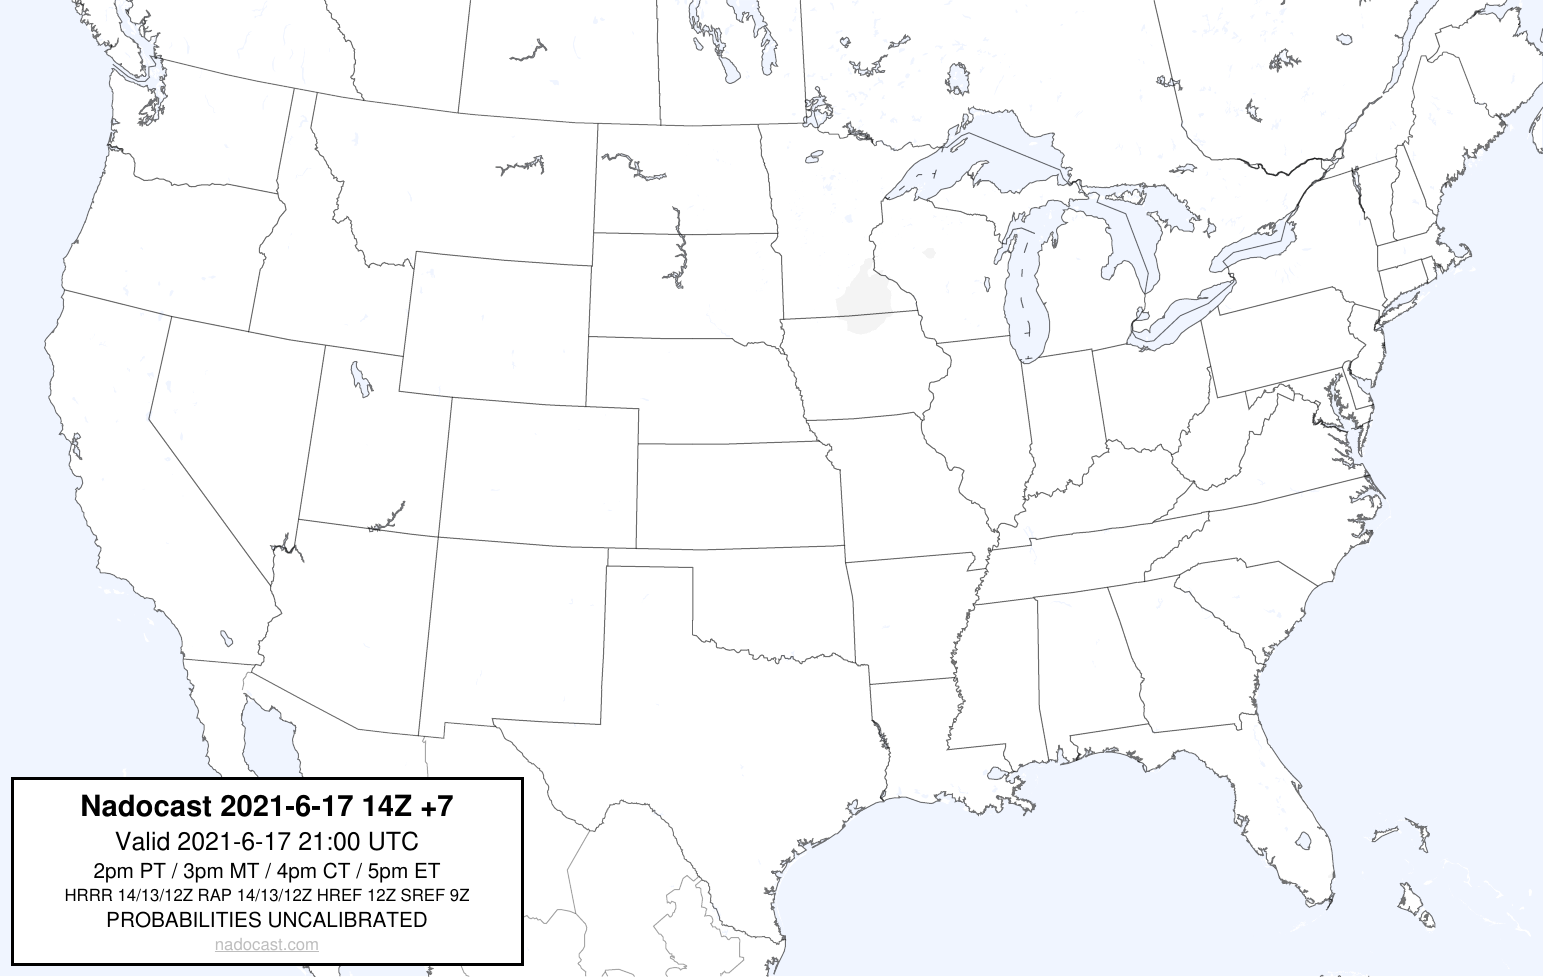 Nadocast 2021-6-17 14Z +7
Valid 2021-6-17 21:00 UTC
2pm PT / 3pm MT / 4pm CT / 5pm ET
HRRR 14/13/12Z RAP 14/13/12Z HREF 12Z SREF 9Z
PROBABILITIES UNCALIBRATED
nadocast.com